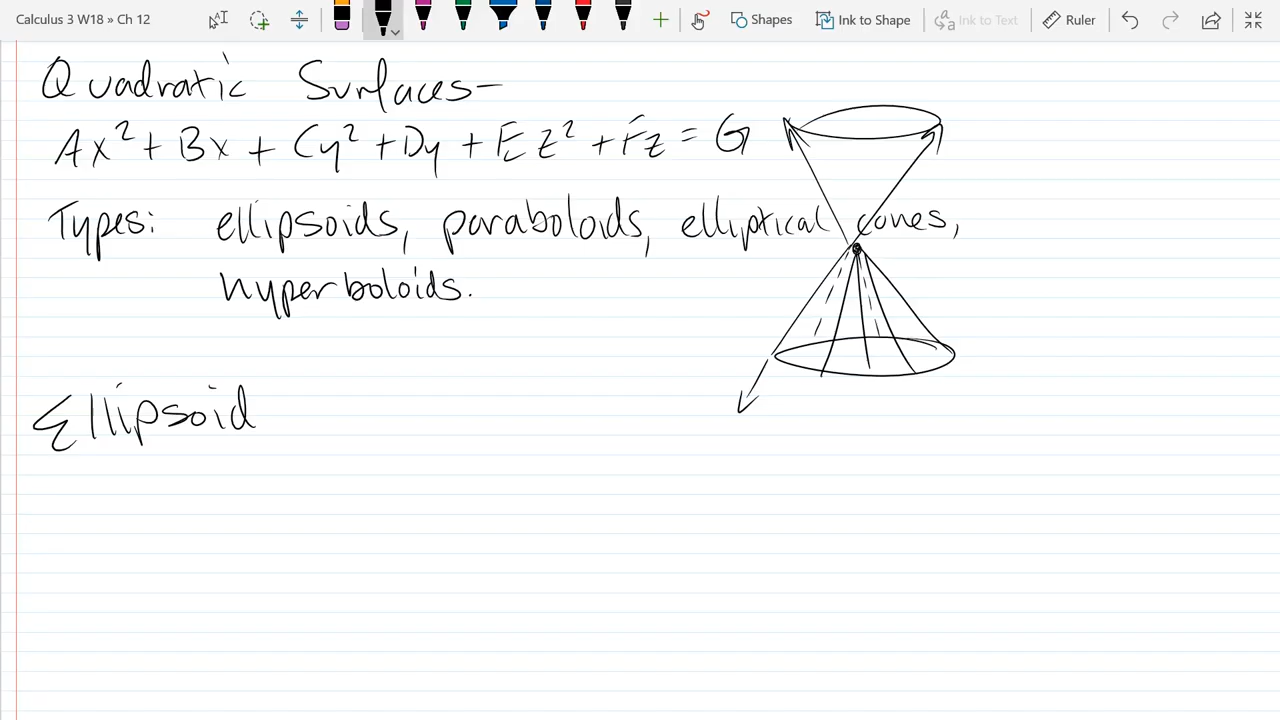 Calculus 3 W18 » Ch 12
Shapes
Ink to Shape
Ink to Text
Ruler
Quadratic Surfaces-
Ax² + Bx + Cy² + Dy + Ez² + Fz = G
Types: ellipsoids, paraboloids, elliptical cones,
hyperboloids.
Ellipsoid